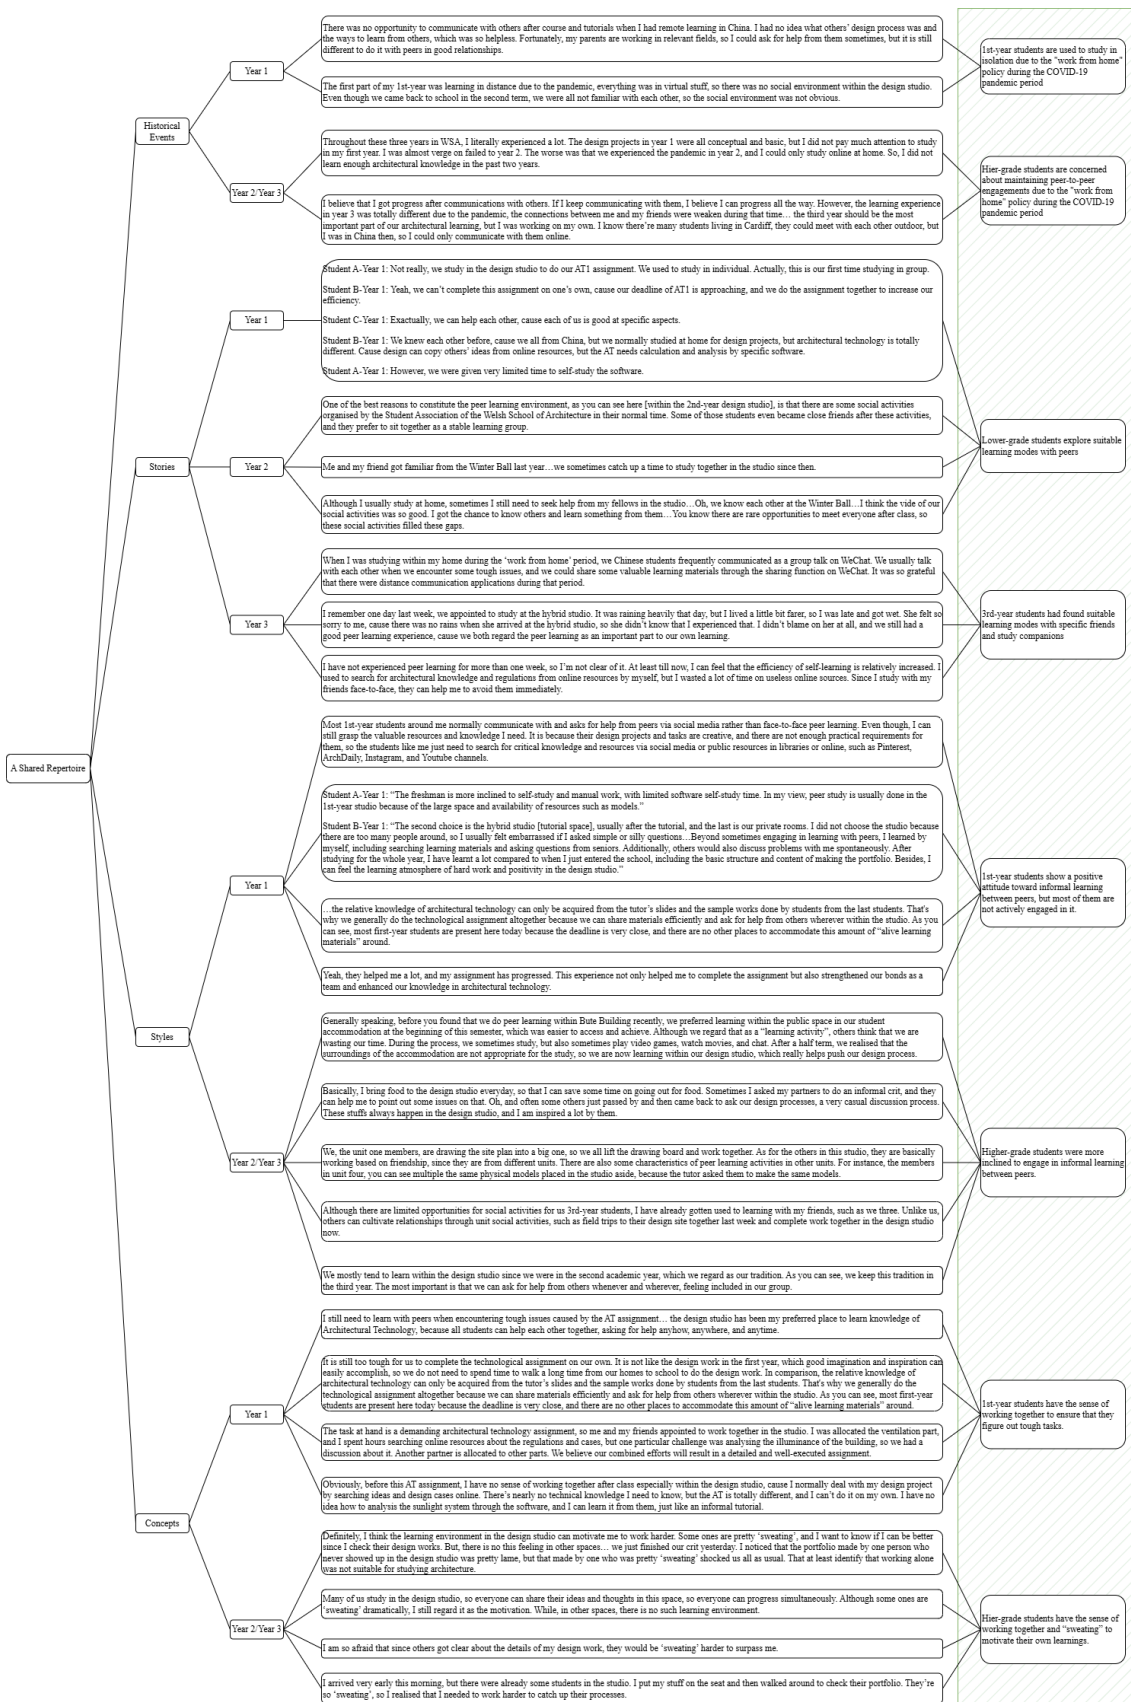 A Shared Repertoire
Historical
Events
Year 1
There was no opportunity to communicate with others after course and tutorials when I had remote learning in China. I had no idea what others' design process was and
the ways to learn from others, which was so helpless. Fortunately, my parents are working in relevant fields, so I could ask for help from them sometimes, but it is still
different to do it with peers in good relationships.
The first part of my 1st-year was learning in distance due to the pandemic, everything was in virtual stuff, so there was no social environment within the design studio.
Even though we came back to school in the second term, we were all not familiar with each other, so the social environment was not obvious.
1st-year students are used to study in
isolation due to the "work from home"
policy during the COVID-19
pandemic period
Year 2/Year 3
Throughout these three years in WSA, I literally experienced a lot. The design projects in year 1 were all conceptual and basic, but I did not pay much attention to study
in my first year. I was almost verge on failed to year 2. The worse was that we experienced the pandemic in year 2, and I could only study online at home. So, I did not
learn enough architectural knowledge in the past two years.
I believe that I got progress after communications with others. If I keep communicating with them, I believe I can progress all the way. However, the learning experience
in year 3 was totally different due to the pandemic, the connections between me and my friends were weaken during that time… the third year should be the most
important part of our architectural learning, but I was working on my own. I know there're many students living in Cardiff, they could meet with each other outdoor, but
I was in China then, so I could only communicate with them online.
Hier-grade students are concerned
about maintaining peer-to-peer
engagements due to the "work from
home" policy during the COVID-19
pandemic period
Stories
Year 1
Student A-Year 1: Not really, we study in the design studio to do our AT1 assignment. We used to study in individual. Actually, this is our first time studying in group.
Student B-Year 1: Yeah, we can't complete this assignment on one's own, cause our deadline of AT1 is approaching, and we do the assignment together to increase our
efficiency.
Student C-Year 1: Exactually, we can help each other, cause each of us is good at specific aspects.
Student B-Year 1: We knew each other before, cause we all from China, but we normally studied at home for design projects, but architectural technology is totally
different. Cause design can copy others' ideas from online resources, but the AT needs calculation and analysis by specific software.
Student A-Year 1: However, we were given very limited time to self-study the software.
Year 2
One of the best reasons to constitute the peer learning environment, as you can see here [within the 2nd-year design studio], is that there are some social activities
organised by the Student Association of the Welsh School of Architecture in their normal time. Some of those students even became close friends after these activities,
and they prefer to sit together as a stable learning group.
Me and my friend got familiar from the Winter Ball last year…we sometimes catch up a time to study together in the studio since then.
Although I usually study at home, sometimes I still need to seek help from my fellows in the studio…Oh, we know each other at the Winter Ball…I think the vide of our
social activities was so good. I got the chance to know others and learn something from them…You know there are rare opportunities to meet everyone after class, so
these social activities filled these gaps.
Lower-grade students explore suitable
learning modes with peers
Year 3
When I was studying within my home during the 'work from home' period, we Chinese students frequently communicated as a group talk on WeChat. We usually talk
with each other when we encounter some tough issues, and we could share some valuable learning materials through the sharing function on WeChat. It was so grateful
that there were distance communication applications during that period.
I remember one day last week, we appointed to study at the hybrid studio. It was raining heavily that day, but I lived a little bit farer, so I was late and got wet. She felt so
sorry to me, cause there was no rains when she arrived at the hybrid studio, so she didn't know that I experienced that. I didn't blame on her at all, and we still had a
good peer learning experience, cause we both regard the peer learning as an important part to our own learning.
I have not experienced peer learning for more than one week, so I'm not clear of it. At least till now, I can feel that the efficiency of self-learning is relatively increased. I
used to search for architectural knowledge and regulations from online resources by myself, but I wasted a lot of time on useless online sources. Since I study with my
friends face-to-face, they can help me to avoid them immediately.
3rd-year students had found suitable
learning modes with specific friends
and study companions
Styles
Year 1
Most 1st-year students around me normally communicate with and asks for help from peers via social media rather than face-to-face peer learning. Even though, I can
still grasp the valuable resources and knowledge I need. It is because their design projects and tasks are creative, and there are not enough practical requirements for
them, so the students like me just need to search for critical knowledge and resources via social media or public resources in libraries or online, such as Pinterest,
ArchDaily, Instagram, and Youtube channels.
Student A-Year 1: “The freshman is more inclined to self-study and manual work, with limited software self-study time. In my view, peer study is usually done in the
1st-year studio because of the large space and availability of resources such as models.”
Student B-Year 1: “The second choice is the hybrid studio [tutorial space], usually after the tutorial, and the last is our private rooms. I did not choose the studio because
there are too many people around, so I usually felt embarrassed if I asked simple or silly questions…Beyond sometimes engaging in learning with peers, I learned by
myself, including searching learning materials and asking questions from seniors. Additionally, others would also discuss problems with me spontaneously. After
studying for the whole year, I have learnt a lot compared to when I just entered the school, including the basic structure and content of making the portfolio. Besides, I
can feel the learning atmosphere of hard work and positivity in the design studio.”
…the relative knowledge of architectural technology can only be acquired from the tutor's slides and the sample works done by students from the last students. That's
why we generally do the technological assignment altogether because we can share materials efficiently and ask for help from others wherever within the studio. As you
can see, most first-year students are present here today because the deadline is very close, and there are no other places to accommodate this amount of “alive learning
materials” around.
Yeah, they helped me a lot, and my assignment has progressed. This experience not only helped me to complete the assignment but also strengthened our bonds as a
team and enhanced our knowledge in architectural technology.
1st-year students show a positive
attitude toward informal learning
between peers, but most of them are
not actively engaged in it.
Year 2/Year 3
Generally speaking, before you found that we do peer learning within Bute Building recently, we preferred learning within the public space in our student
accommodation at the beginning of this semester, which was easier to access and achieve. Although we regard that as a “learning activity”, others think that we are
wasting our time. During the process, we sometimes study, but also sometimes play video games, watch movies, and chat. After a half term, we realised that the
surroundings of the accommodation are not appropriate for the study, so we are now learning within our design studio, which really helps push our design process.
Basically, I bring food to the design studio everyday, so that I can save some time on going out for food. Sometimes I asked my partners to do an informal crit, and they
can help me to point out some issues on that. Oh, and often some others just passed by and then came back to ask our design processes, a very casual discussion process.
These stuffs always happen in the design studio, and I am inspired a lot by them.
We, the unit one members, are drawing the site plan into a big one, so we all lift the drawing board and work together. As for the others in this studio, they are basically
working based on friendship, since they are from different units. There are also some characteristics of peer learning activities in other units. For instance, the members
in unit four, you can see multiple the same physical models placed in the studio aside, because the tutor asked them to make the same models.
Although there are limited opportunities for social activities for us 3rd-year students, I have already gotten used to learning with my friends, such as we three. Unlike us,
others can cultivate relationships through unit social activities, such as field trips to their design site together last week and complete work together in the design studio
now.
We mostly tend to learn within the design studio since we were in the second academic year, which we regard as our tradition. As you can see, we keep this tradition in
the third year. The most important is that we can ask for help from others whenever and wherever, feeling included in our group.
Higher-grade students were more
inclined to engage in informal learning
between peers.
Concepts
Year 1
I still need to learn with peers when encountering tough issues caused by the AT assignment… the design studio has been my preferred place to learn knowledge of
Architectural Technology, because all students can help each other together, asking for help anyhow, anywhere, and anytime.
It is still too tough for us to complete the technological assignment on our own. It is not like the design work in the first year, which good imagination and inspiration can
easily accomplish, so we do not need to spend time to walk a long time from our homes to school to do the design work. In comparison, the relative knowledge of
architectural technology can only be acquired from the tutor's slides and the sample works done by students from the last students. That's why we generally do the
technological assignment altogether because we can share materials efficiently and ask for help from others wherever within the studio. As you can see, most first-year
students are present here today because the deadline is very close, and there are no other places to accommodate this amount of “alive learning materials” around.
The task at hand is a demanding architectural technology assignment, so me and my friends appointed to work together in the studio. I was allocated the ventilation part,
and I spent hours searching online resources about the regulations and cases, but one particular challenge was analysing the illuminance of the building, so we had a
discussion about it. Another partner is allocated to other parts. We believe our combined efforts will result in a detailed and well-executed assignment.
Obviously, before this AT assignment, I have no sense of working together after class especially within the design studio, cause I normally deal with my design project
by searching ideas and design cases online. There's nearly no technical knowledge I need to know, but the AT is totally different, and I can't do it on my own. I have no
idea how to analysis the sunlight system through the software, and I can learn it from them, just like an informal tutorial.
1st-year students have the sense of
working together to ensure that they
figure out tough tasks.
Year 2/Year 3
Definitely, I think the learning environment in the design studio can motivate me to work harder. Some ones are pretty 'sweating', and I want to know if I can be better
since I check their design works. But, there is no this feeling in other spaces… we just finished our crit yesterday. I noticed that the portfolio made by one person who
never showed up in the design studio was pretty lame, but that made by one who was pretty 'sweating' shocked us all as usual. That at least identify that working alone
was not suitable for studying architecture.
Many of us study in the design studio, so everyone can share their ideas and thoughts in this space, so everyone can progress simultaneously. Although some ones are
'sweating' dramatically, I still regard it as the motivation. While, in other spaces, there is no such learning environment.
I am so afraid that since others got clear about the details of my design work, they would be 'sweating' harder to surpass me.
I arrived very early this morning, but there were already some students in the studio. I put my stuff on the seat and then walked around to check their portfolio. They're
so 'sweating', so I realised that I needed to work harder to catch up their processes.
Hier-grade students have the sense of
working together and “sweating” to
motivate their own learnings.